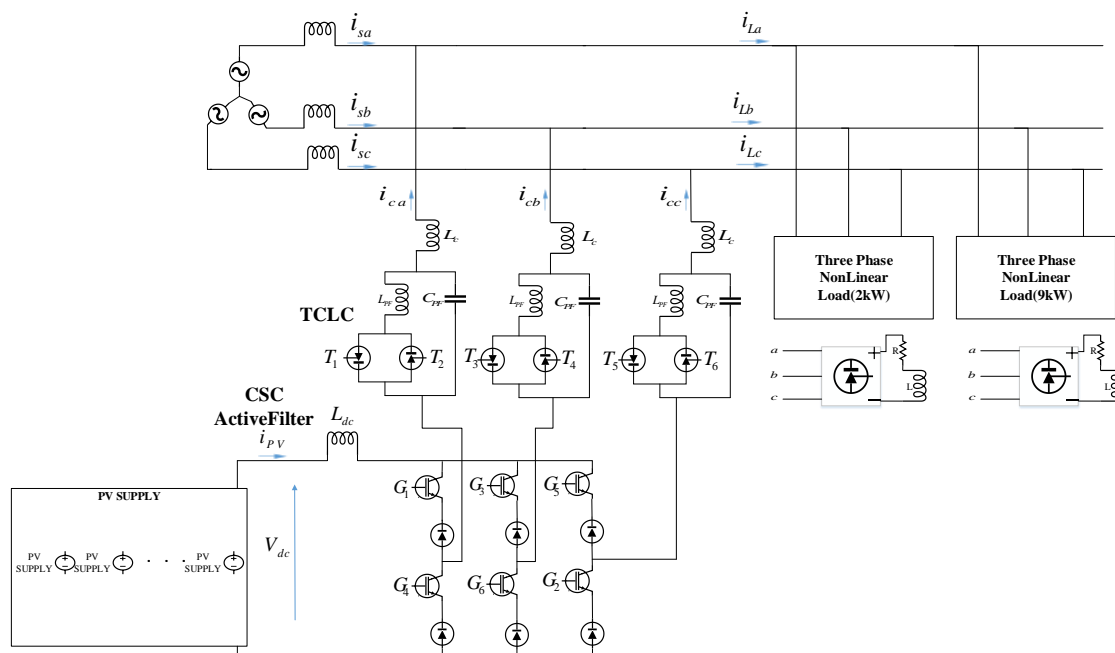 i_sa
i_La
i_sb
i_Lb
i_sc
i_Lc
i_ca
i_cb
i_cc
L_c
L_c
L_c
Three Phase
NonLinear
Load(2kW)
Three Phase
NonLinear
Load(9kW)
L_PF
C_PF
L_PF
C_PF
L_PF
C_PF
TCLC
T_1
T_2
T_3
T_4
T_5
T_6
a
b
c
+
R
L
a
b
c
+
R
L
CSC
ActiveFilter
L_dc
i_PV
G_1
G_3
G_5
PV SUPPLY
V_dc
PV
SUPPLY
PV
SUPPLY
. . .
PV
SUPPLY
G_4
G_6
G_2